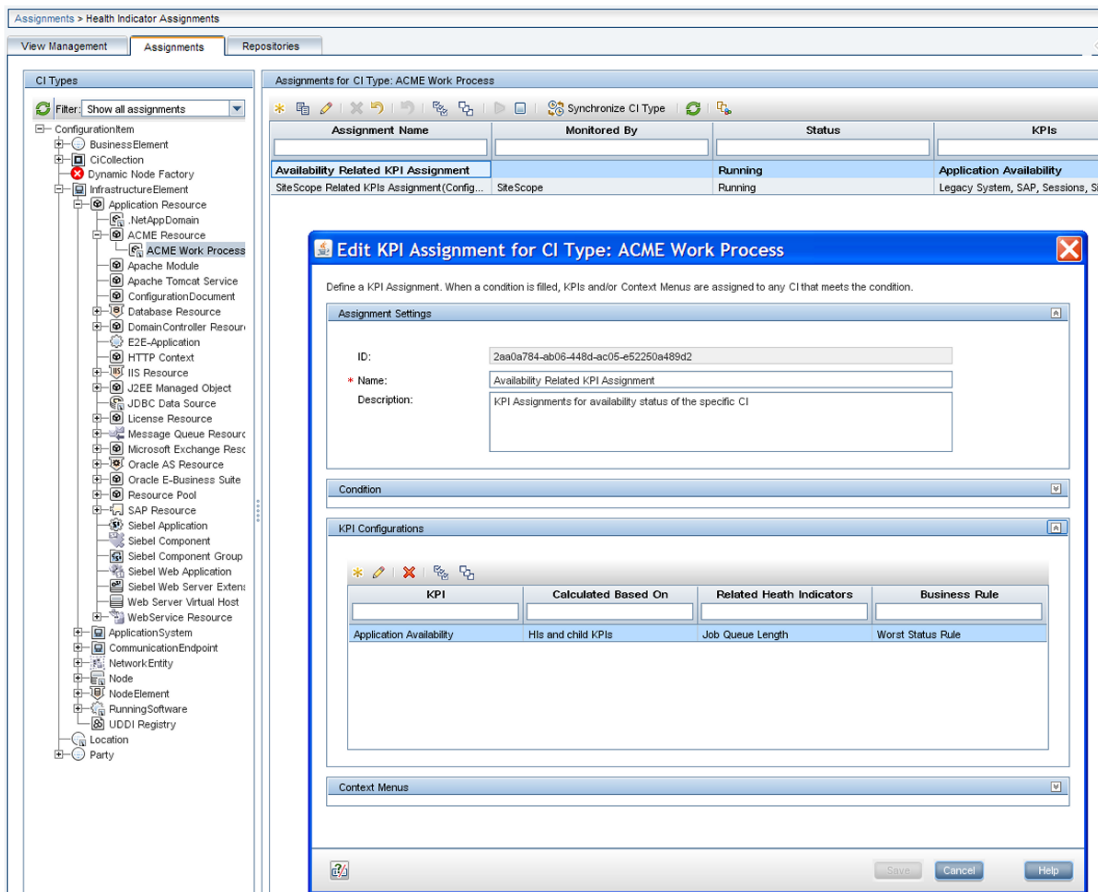 Assignments > Health Indicator Assignments
View Management
Assignments
Repositories
CI Types
Filter: Show all assignments
ConfigurationItem
BusinessElement
CiCollection
Dynamic Node Factory
InfrastructureElement
Application Resource
.NetAppDomain
ACME Resource
ACME Work Process
Apache Module
Apache Tomcat Service
ConfigurationDocument
Database Resource
DomainController Resour
E2E-Application
HTTP Context
IIS Resource
J2EE Managed Object
JDBC Data Source
License Resource
Message Queue Resourc
Microsoft Exchange Resc
Oracle AS Resource
Oracle E-Business Suite
Resource Pool
SAP Resource
Siebel Application
Siebel Component
Siebel Component Group
Siebel Web Application
Siebel Web Server Extens
Web Server Virtual Host
WebService Resource
ApplicationSystem
CommunicationEndpoint
NetworkEntity
Node
NodeElement
RunningSoftware
UDDI Registry
Location
Party
Assignments for CI Type: ACME Work Process
Synchronize CI Type
Assignment Name Monitored By Status KPIs
Availability Related KPI Assignment Running Application Availability
SiteScope Related KPIs Assignment(Config... SiteScope Running Legacy System, SAP, Sessions, Si
Edit KPI Assignment for CI Type: ACME Work Process
Define a KPI Assignment. When a condition is filled, KPIs and/or Context Menus are assigned to any CI that meets the condition.
Assignment Settings
ID: 2aa0a784-ab06-448d-ac05-e52250a489d2
* Name: Availability Related KPI Assignment
Description: KPI Assignments for availability status of the specific CI
Condition
KPI Configurations
KPI Calculated Based On Related Heath Indicators Business Rule
Application Availability HIs and child KPIs Job Queue Length Worst Status Rule
Context Menus
Save Cancel Help